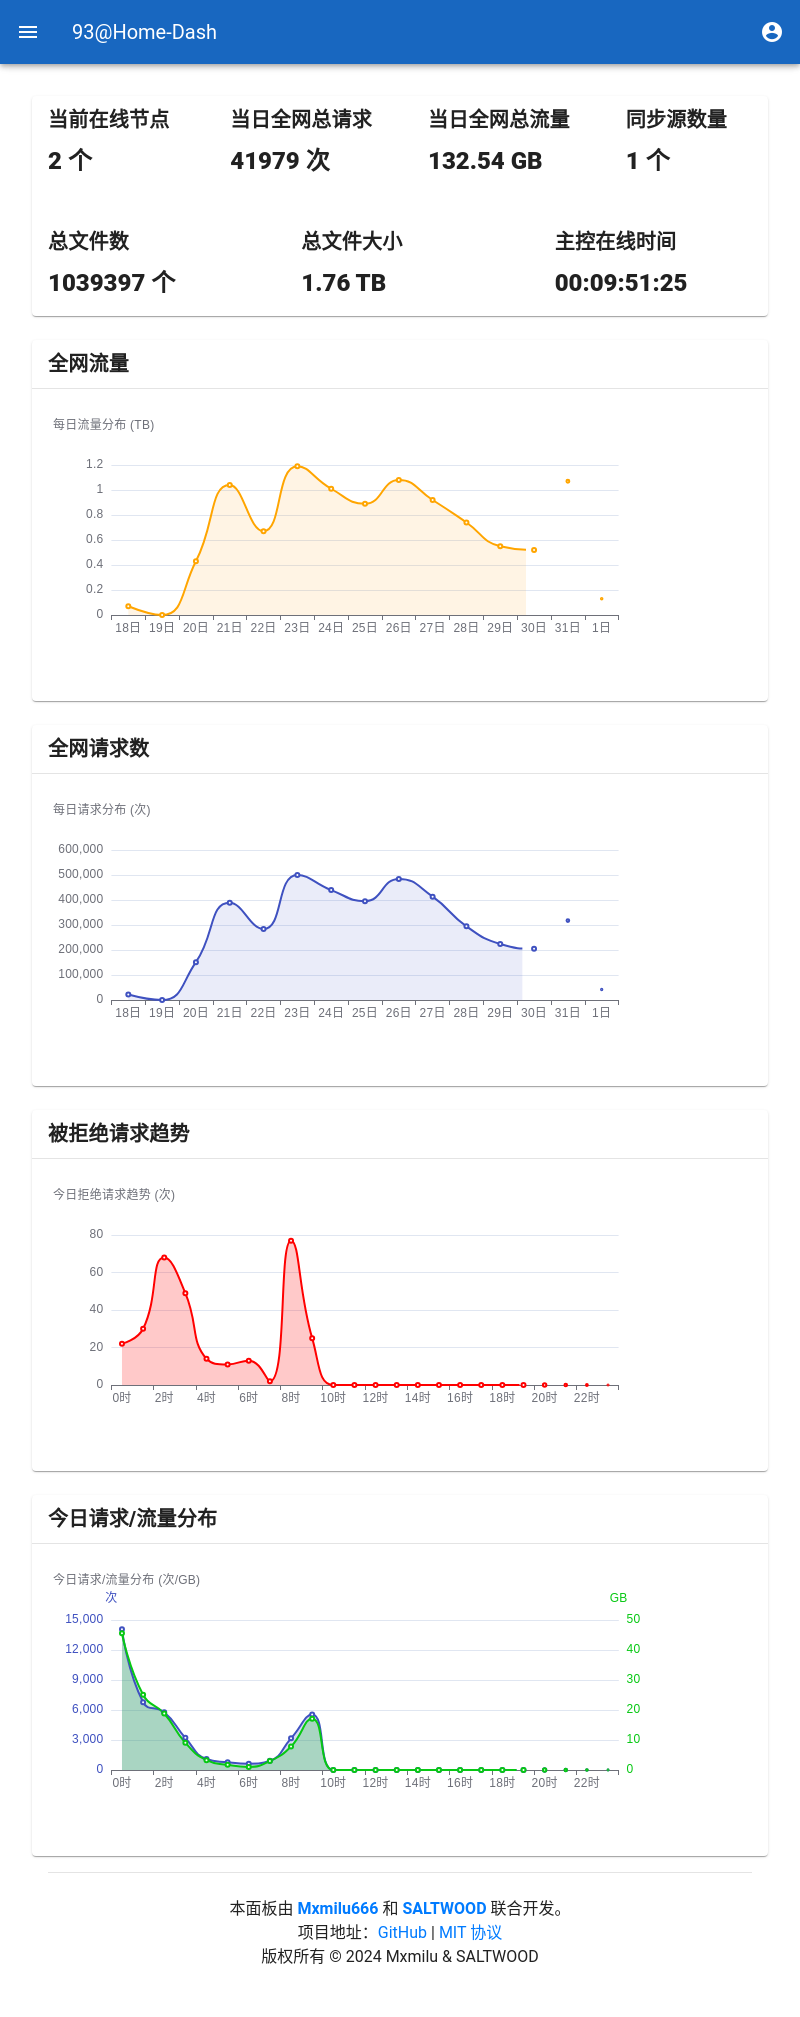 93@Home-Dash
当前在线节点 当日全网总请求 当日全网总流量 同步源数量
2 个 41979 次 132.54 GB 1 个
总文件数 总文件大小 主控在线时间
1039397 个 1.76 TB 00:09:51:25
全网流量
每日流量分布 (TB)
1.2
1
0.8
0.6
0.4
0.2
0
18日 19日 20日 21日 22日 23日 24日 25日 26日 27日 28日 29日 30日 31日 1日
全网请求数
每日请求分布 (次)
600,000
500,000
400,000
300,000
200,000
100,000
0
18日 19日 20日 21日 22日 23日 24日 25日 26日 27日 28日 29日 30日 31日 1日
被拒绝请求趋势
今日拒绝请求趋势 (次)
80
60
40
20
0
0时 2时 4时 6时 8时 10时 12时 14时 16时 18时 20时 22时
今日请求/流量分布
今日请求/流量分布 (次/GB)
次 GB
15,000 50
12,000 40
9,000 30
6,000 20
3,000 10
0 0
0时 2时 4时 6时 8时 10时 12时 14时 16时 18时 20时 22时
本面板由 Mxmilu666 和 SALTWOOD 联合开发。
项目地址：GitHub | MIT 协议
版权所有 © 2024 Mxmilu & SALTWOOD